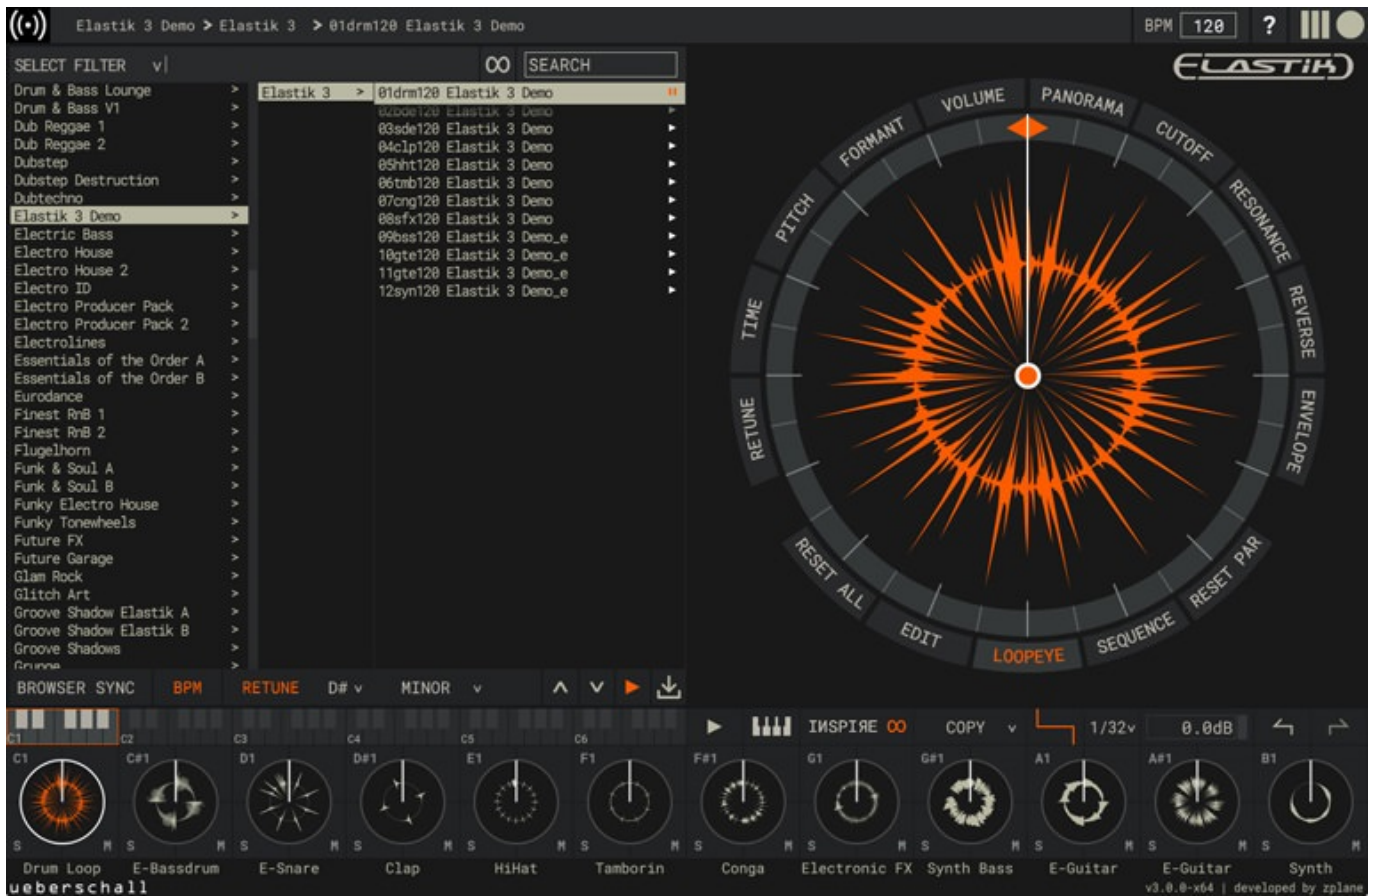 Elastik 3 Demo > Elastik 3 > 01drm120 Elastik 3 Demo
BPM 120 ?
SELECT FILTER v
SEARCH
ELASTIK
Drum & Bass Lounge >
Drum & Bass V1 >
Dub Reggae 1 >
Dub Reggae 2 >
Dubstep >
Dubstep Destruction >
Dubtechno >
Elastik 3 Demo >
Electric Bass >
Electro House >
Electro House 2 >
Electro ID >
Electro Producer Pack >
Electro Producer Pack 2 >
Electrolines >
Essentials of the Order A >
Essentials of the Order B >
Eurodance >
Finest RnB 1 >
Finest RnB 2 >
Flugelhorn >
Funk & Soul A >
Funk & Soul B >
Funky Electro House >
Funky Tonewheels >
Future FX >
Future Garage >
Glam Rock >
Glitch Art >
Groove Shadow Elastik A >
Groove Shadow Elastik B >
Groove Shadows >
Grunge >
Elastik 3 >
01drm120 Elastik 3 Demo
02bde120 Elastik 3 Demo
03sde120 Elastik 3 Demo
04clp120 Elastik 3 Demo
05hht120 Elastik 3 Demo
06tmb120 Elastik 3 Demo
07cng120 Elastik 3 Demo
08sfx120 Elastik 3 Demo
09bss120 Elastik 3 Demo_e
10gte120 Elastik 3 Demo_e
11gte120 Elastik 3 Demo_e
12syn120 Elastik 3 Demo_e
RETUNE
TIME
PITCH
FORMANT
VOLUME
PANORAMA
CUTOFF
RESONANCE
REVERSE
ENVELOPE
RESET ALL
EDIT
LOOPEYE
SEQUENCE
RESET PAR
BROWSER SYNC BPM RETUNE D# v MINOR v
C1 C2 C3 C4 C5 C6
INSPIRE COPY v 1/32v 0.0dB
C1 C#1 D1 D#1 E1 F1 F#1 G1 G#1 A1 A#1 B1
S M S M S M S M S M S M S M S M S M S M S M S M
Drum Loop E-Bassdrum E-Snare Clap HiHat Tamborin Conga Electronic FX Synth Bass E-Guitar E-Guitar Synth
ueberschall
v3.0.0-x64 | developed by zplane